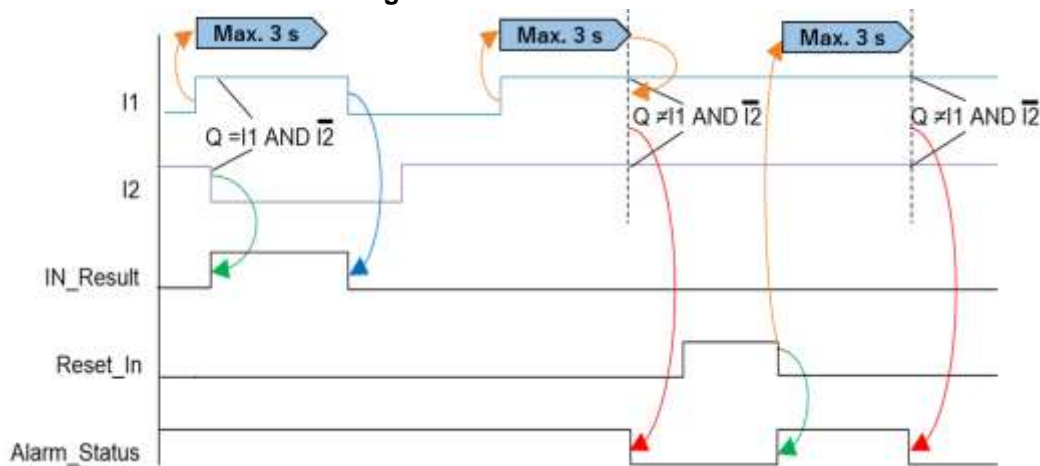 Max. 3 s
Max. 3 s
Max. 3 s
I1
Q =I1 AND I2̅
Q ≠I1 AND I2̅
Q ≠I1 AND I2̅
I2
IN_Result
Reset_In
Alarm_Status